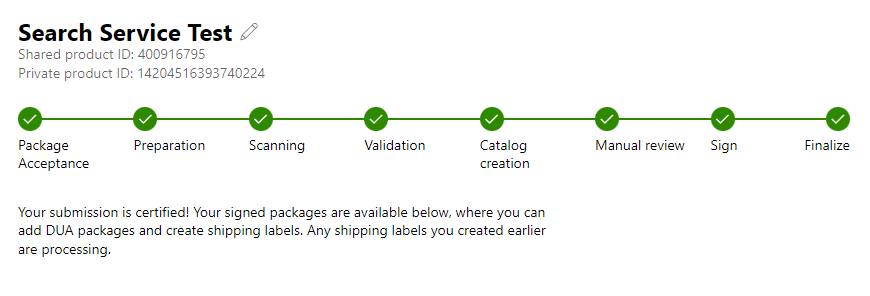 Search Service Test
Shared product ID: 400916795
Private product ID: 14204516393740224
Package Acceptance
Preparation
Scanning
Validation
Catalog creation
Manual review
Sign
Finalize
Your submission is certified! Your signed packages are available below, where you can
add DUA packages and create shipping labels. Any shipping labels you created earlier
are processing.